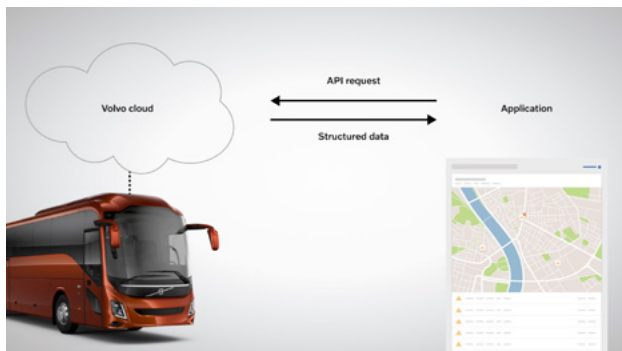 API request
Volvo cloud
Application
Structured data